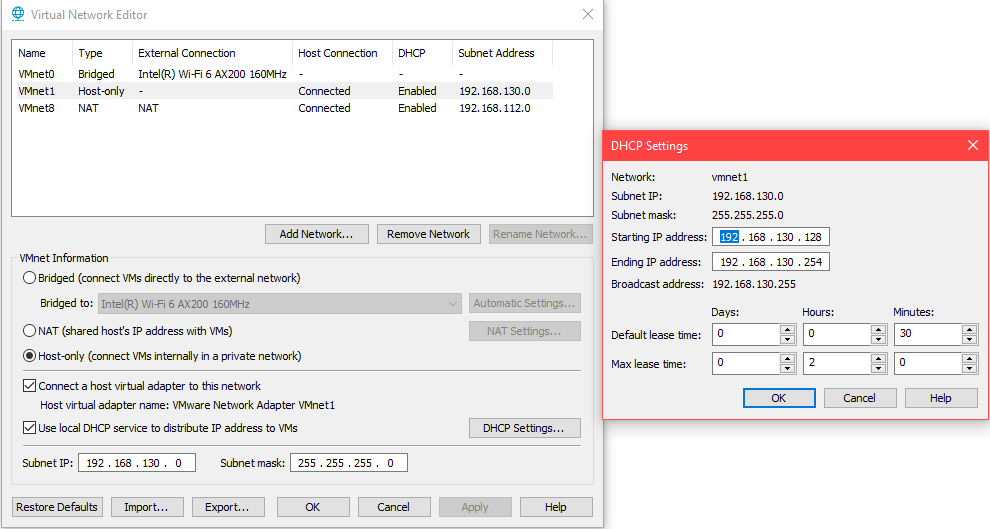 Virtual Network Editor
Name Type External Connection Host Connection DHCP Subnet Address
VMnet0 Bridged Intel(R) Wi-Fi 6 AX200 160MHz - - -
VMnet1 Host-only - Connected Enabled 192.168.130.0
VMnet8 NAT NAT Connected Enabled 192.168.112.0
Add Network... Remove Network Rename Network...
VMnet Information
Bridged (connect VMs directly to the external network)
Bridged to: Intel(R) Wi-Fi 6 AX200 160MHz Automatic Settings...
NAT (shared host's IP address with VMs) NAT Settings...
Host-only (connect VMs internally in a private network)
Connect a host virtual adapter to this network
Host virtual adapter name: VMware Network Adapter VMnet1
Use local DHCP service to distribute IP address to VMs DHCP Settings...
Subnet IP: 192 . 168 . 130 . 0 Subnet mask: 255 . 255 . 255 . 0
Restore Defaults Import... Export... OK Cancel Apply Help
DHCP Settings
Network: vmnet1
Subnet IP: 192.168.130.0
Subnet mask: 255.255.255.0
Starting IP address: 192 . 168 . 130 . 128
Ending IP address: 192 . 168 . 130 . 254
Broadcast address: 192.168.130.255
Days: Hours: Minutes:
Default lease time: 0 0 30
Max lease time: 0 2 0
OK Cancel Help